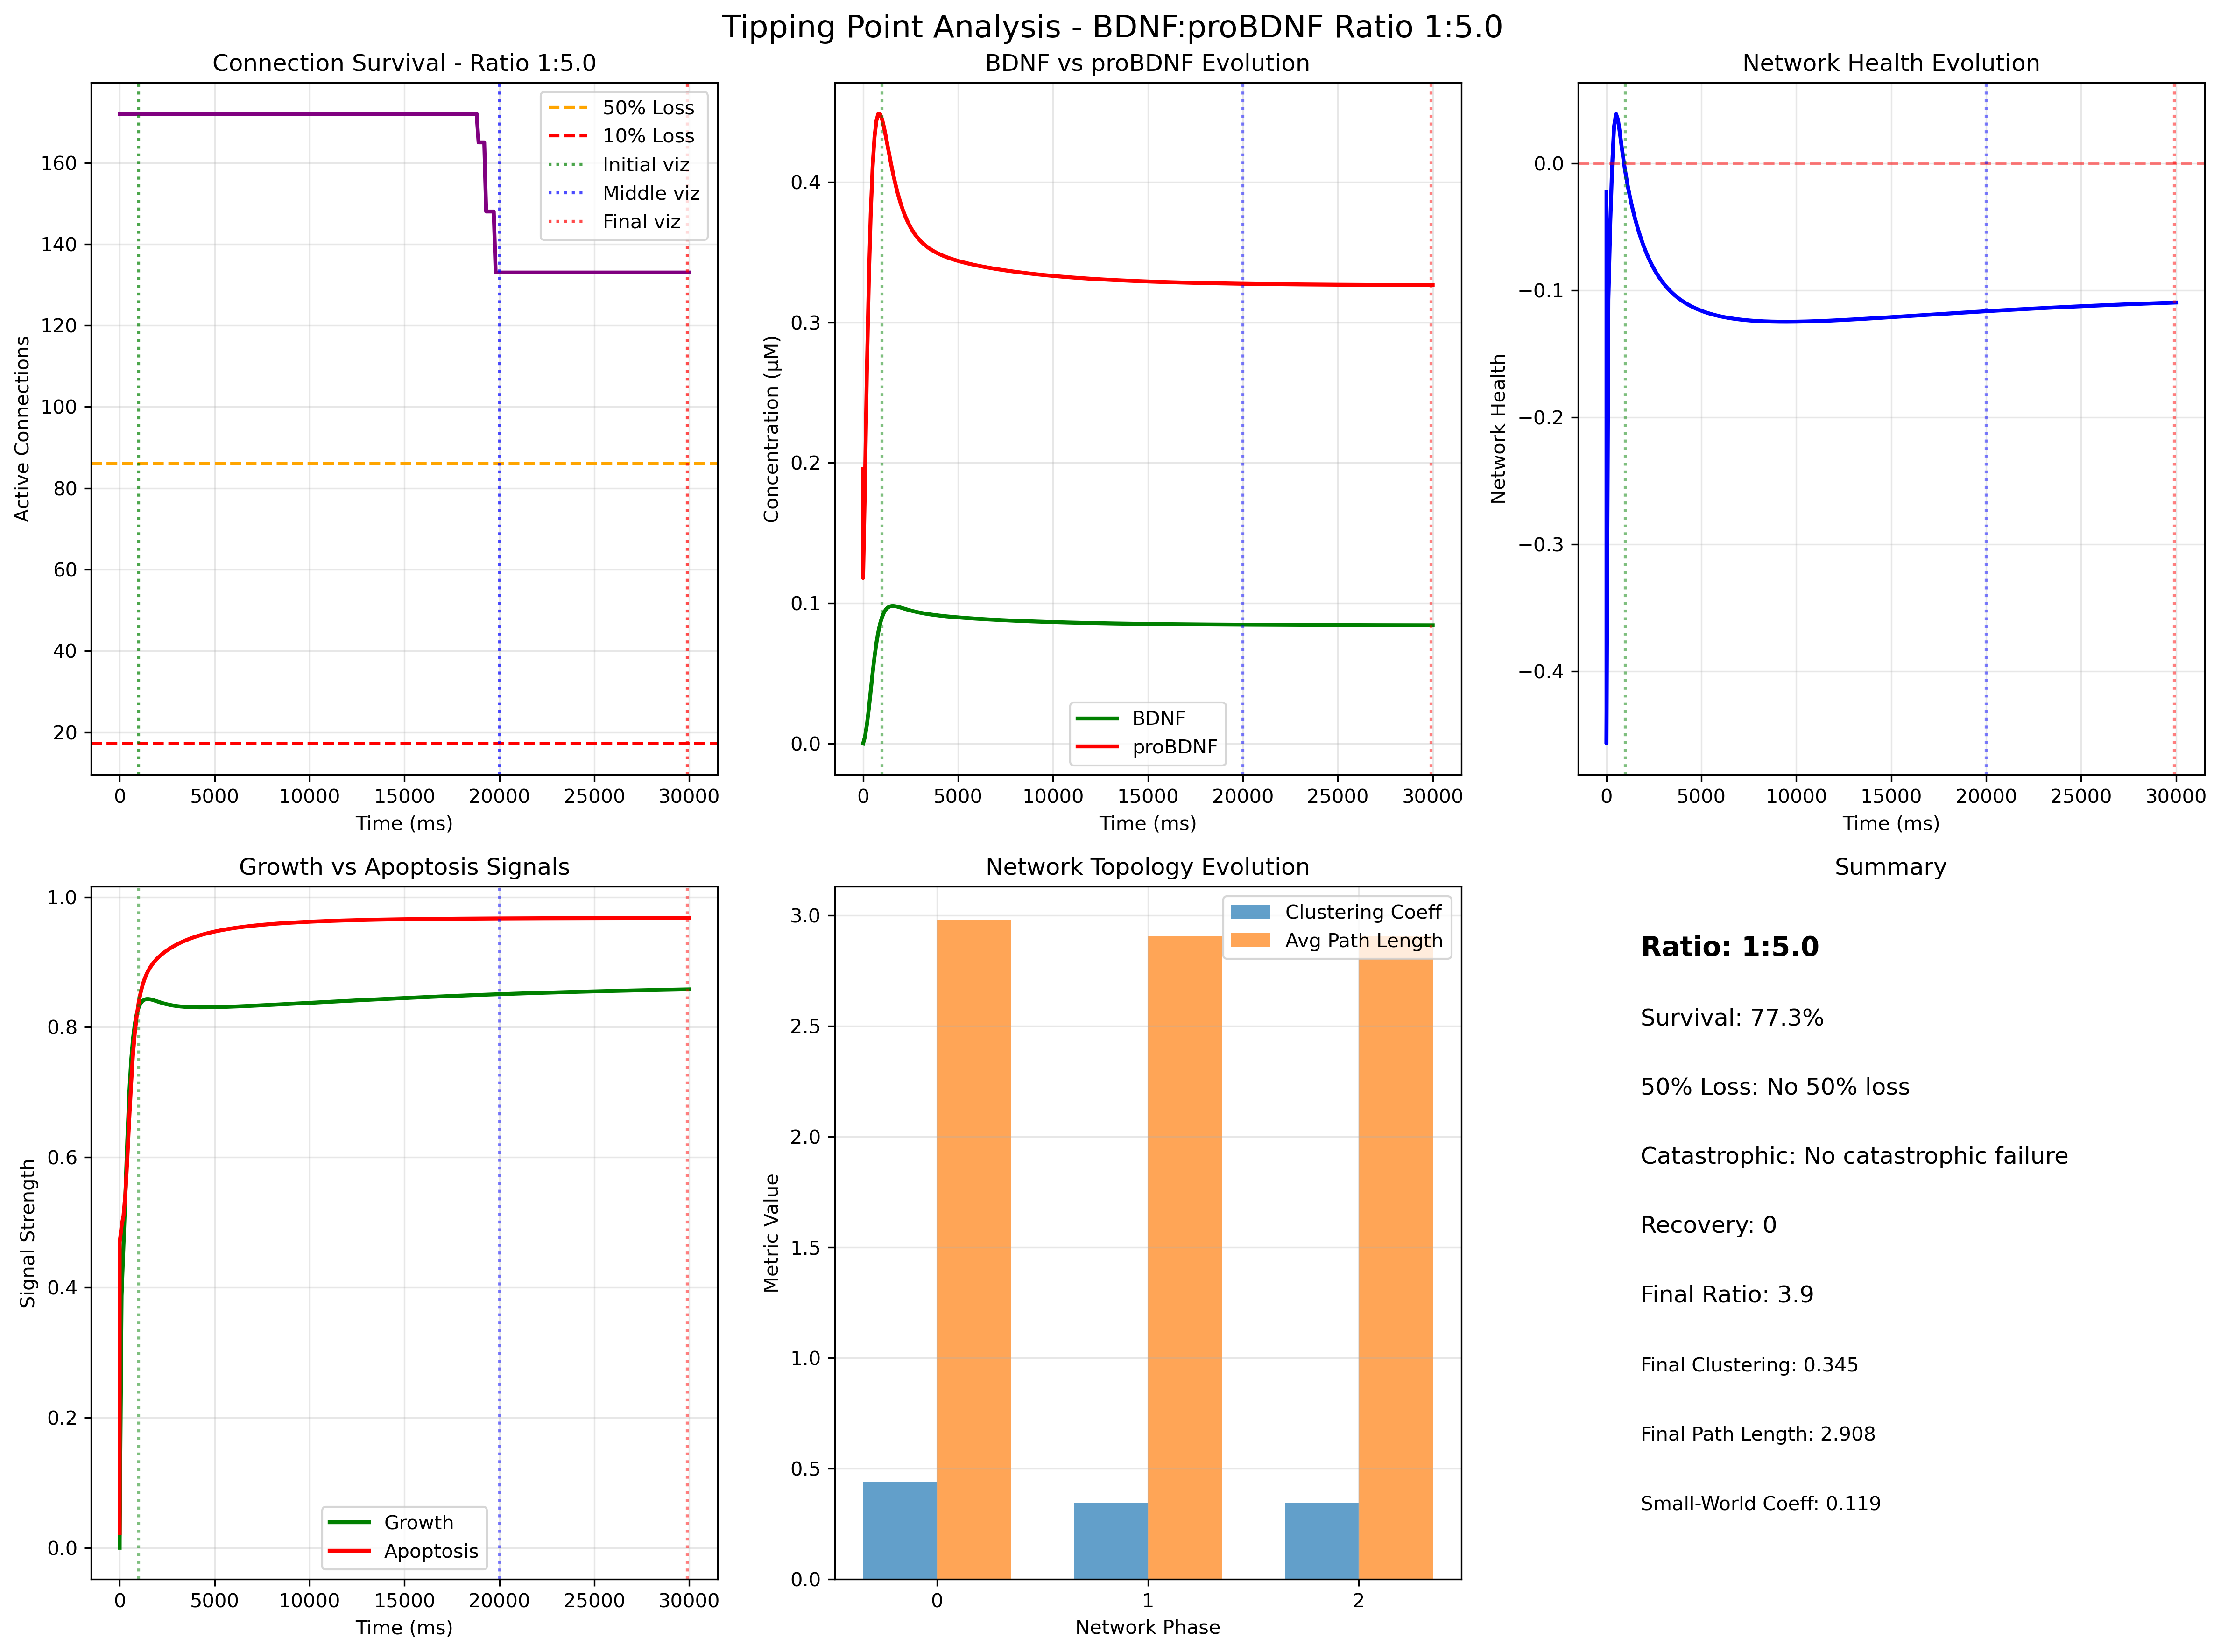 Tipping Point Analysis - BDNF:proBDNF Ratio 1:5.0
Connection Survival - Ratio 1:5.0
Active Connections
160
140
120
100
80
60
40
20
50% Loss
10% Loss
Initial viz
Middle viz
Final viz
0 5000 10000 15000 20000 25000 30000
Time (ms)
BDNF vs proBDNF Evolution
Concentration (µM)
0.4
0.3
0.2
0.1
0.0
BDNF
proBDNF
0 5000 10000 15000 20000 25000 30000
Time (ms)
Network Health Evolution
Network Health
0.0
−0.1
−0.2
−0.3
−0.4
0 5000 10000 15000 20000 25000 30000
Time (ms)
Growth vs Apoptosis Signals
Signal Strength
1.0
0.8
0.6
0.4
0.2
0.0
Growth
Apoptosis
0 5000 10000 15000 20000 25000 30000
Time (ms)
Network Topology Evolution
Metric Value
3.0
2.5
2.0
1.5
1.0
0.5
0.0
Clustering Coeff
Avg Path Length
0 1 2
Network Phase
Summary
Ratio: 1:5.0
Survival: 77.3%
50% Loss: No 50% loss
Catastrophic: No catastrophic failure
Recovery: 0
Final Ratio: 3.9
Final Clustering: 0.345
Final Path Length: 2.908
Small-World Coeff: 0.119